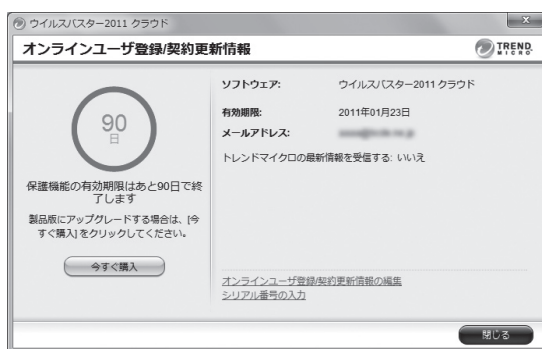 ウイルスバスター2011 クラウド
x
オンラインユーザ登録/契約更新情報
TREND
MICRO
90
日
保護機能の有効期限はあと90日で終
了します
製品版にアップグレードする場合は、[今
すぐ購入]をクリックしてください。
今すぐ購入
ソフトウェア: ウイルスバスター2011 クラウド
有効期限: 2011年01月23日
メールアドレス:
トレンドマイクロの最新情報を受信する: いいえ
オンラインユーザ登録/契約更新情報の編集
シリアル番号の入力
閉じる